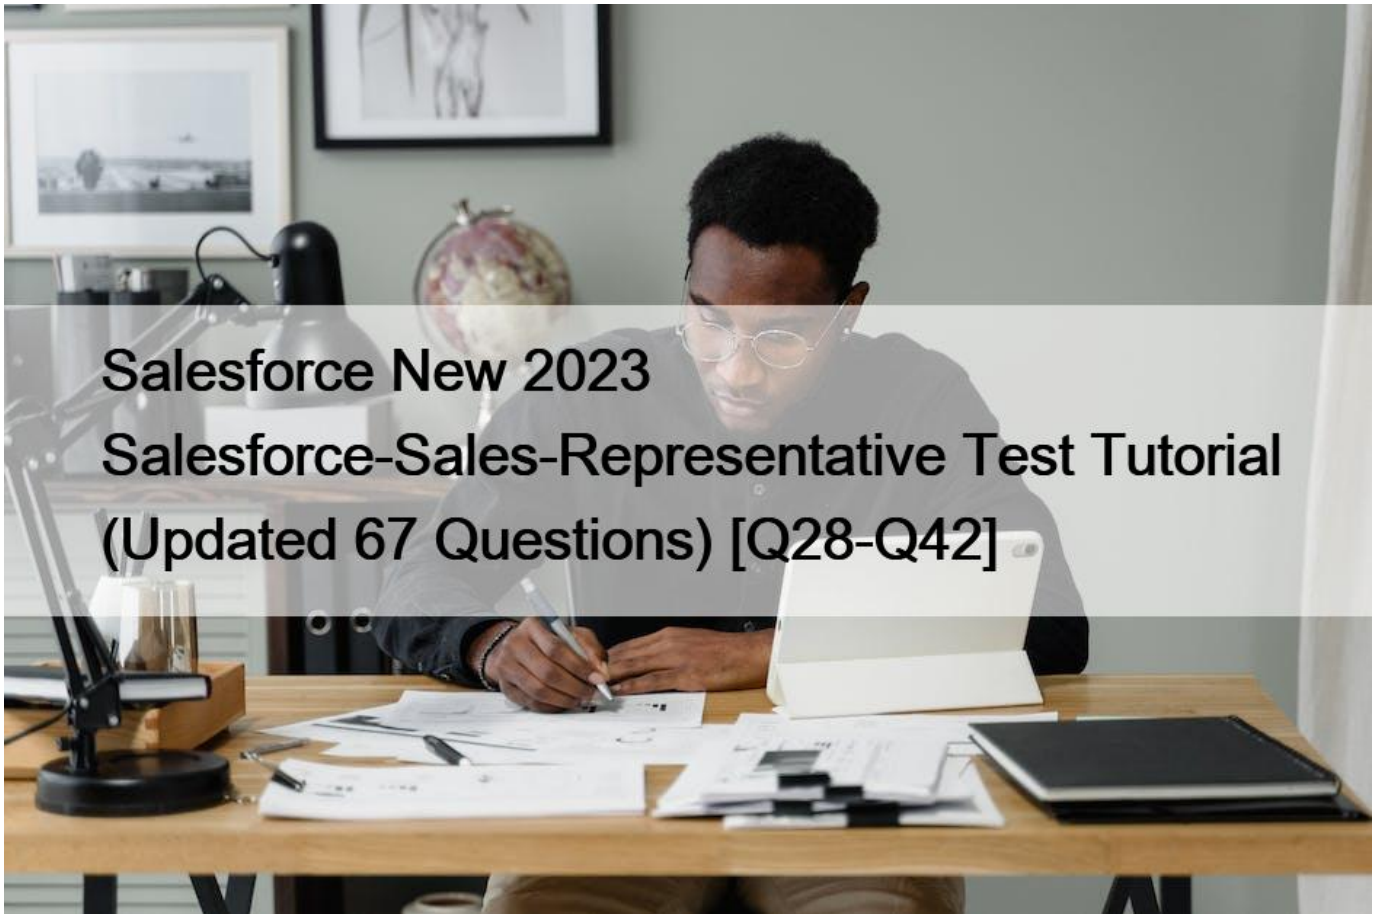 Salesforce New 2023
Salesforce-Sales-Representative Test Tutorial
(Updated 67 Questions) [Q28-Q42]